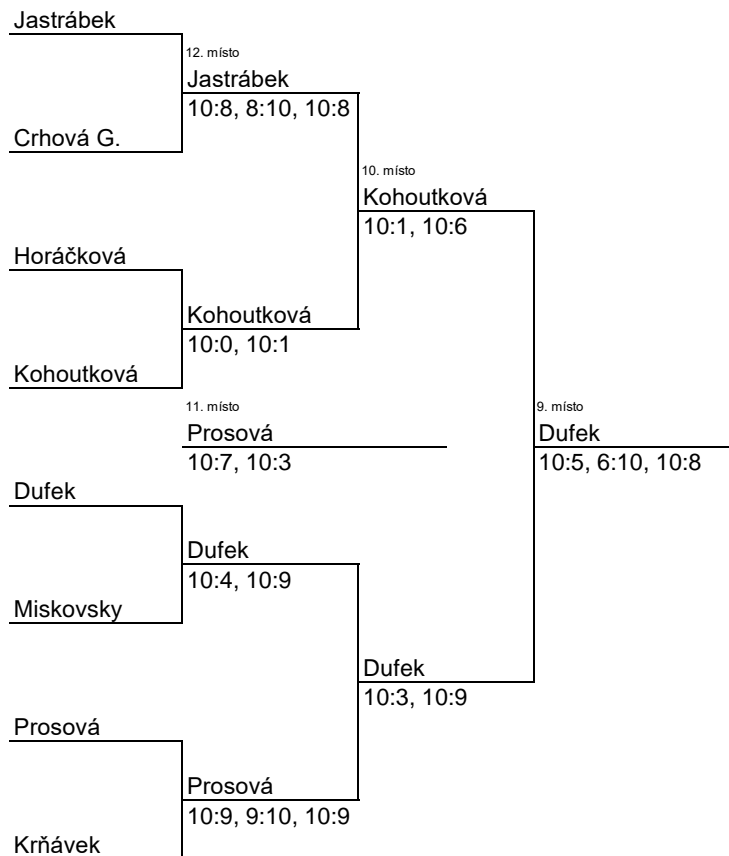 Jastrábek
12. místo
Jastrábek
10:8, 8:10, 10:8
Crhová G.
10. místo
Kohoutková
10:1, 10:6
Horáčková
Kohoutková
10:0, 10:1
Kohoutková
11. místo
Prosová
10:7, 10:3
9. místo
Dufek
10:5, 6:10, 10:8
Dufek
Dufek
10:4, 10:9
Miskovsky
Dufek
10:3, 10:9
Prosová
Prosová
10:9, 9:10, 10:9
Krňávek